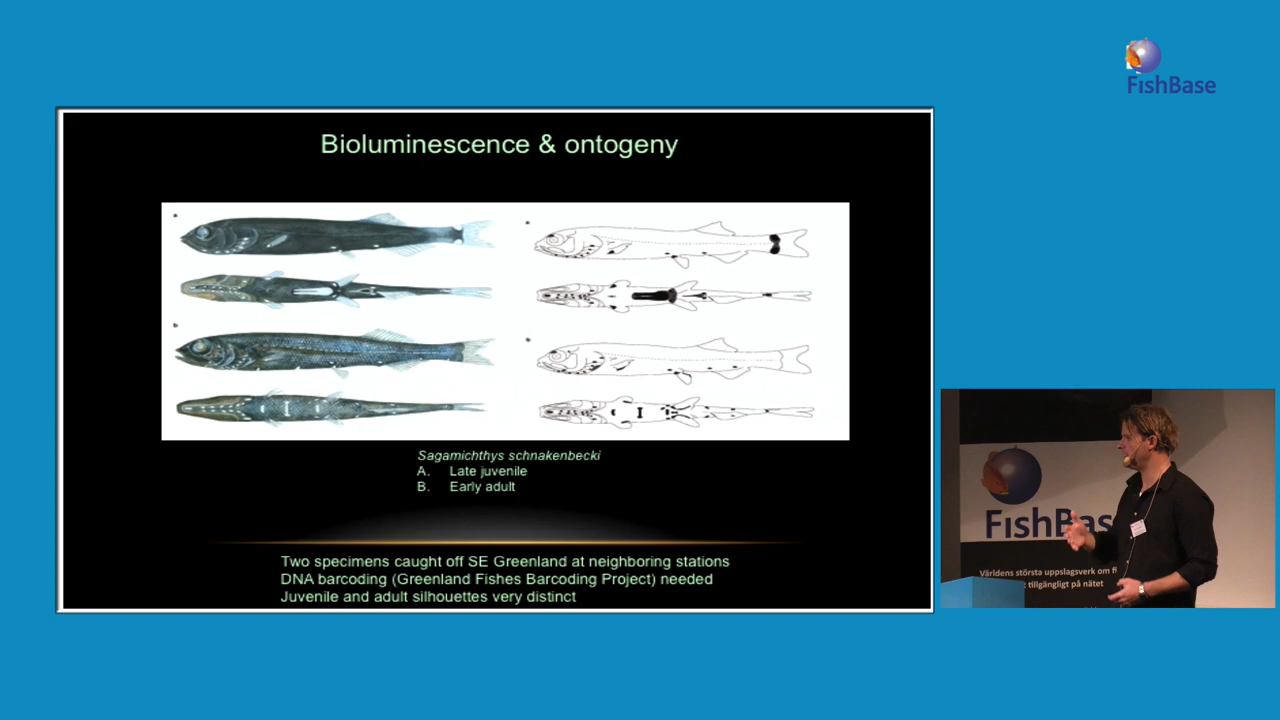 FishBase
Bioluminescence & ontogeny
a
b
Sagamichthys schnakenbecki
A. Late juvenile
B. Early adult
Two specimens caught off SE Greenland at neighboring stations
DNA barcoding (Greenland Fishes Barcoding Project) needed
Juvenile and adult silhouettes very distinct
FishBas
Världens största uppslagsverk om fi
tillgängligt på nätet